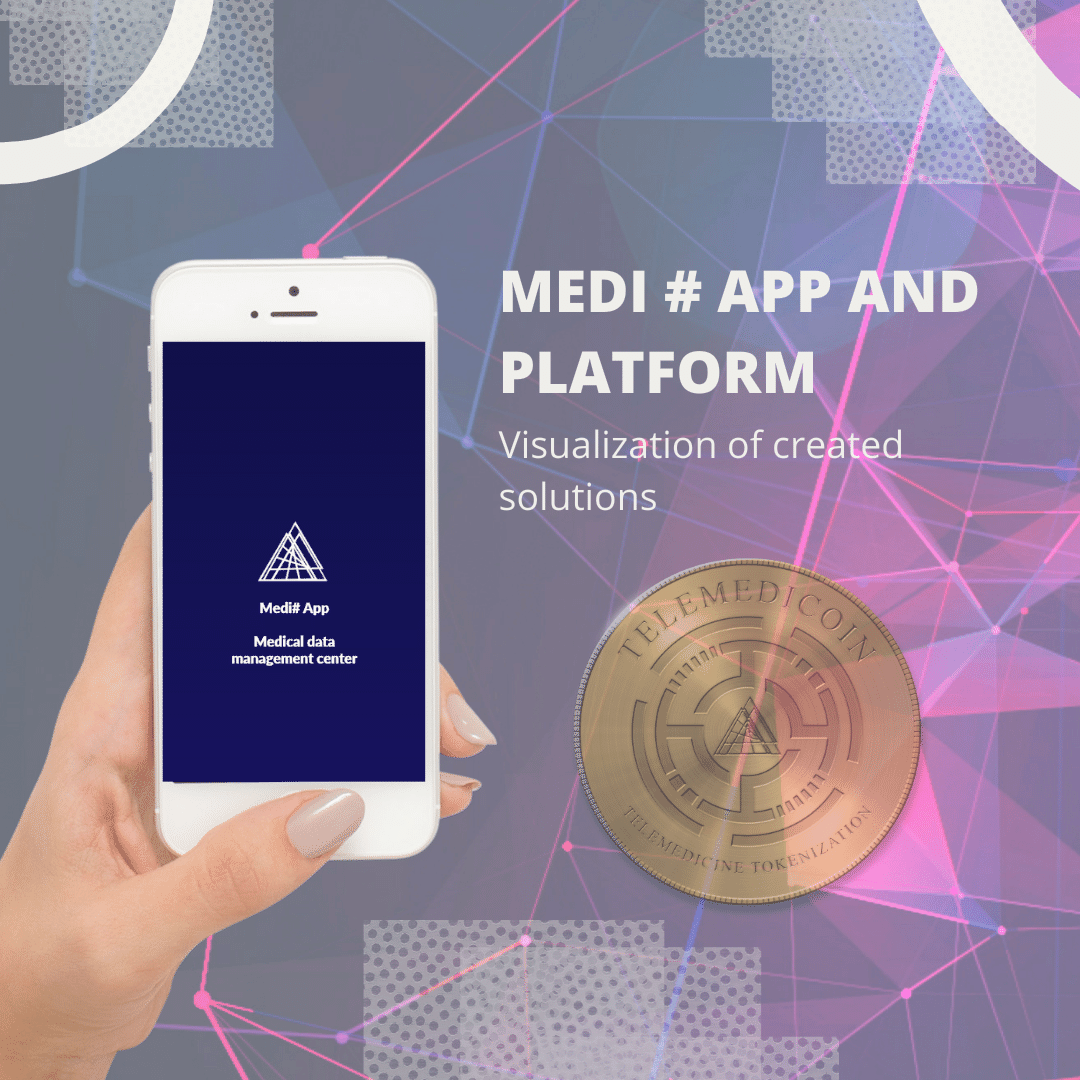 MEDI # APP AND
PLATFORM
Visualization of created
solutions
Medi# App
Medical data
management center
TELEMEDICOIN
TELEMEDICINE TOKENIZATION